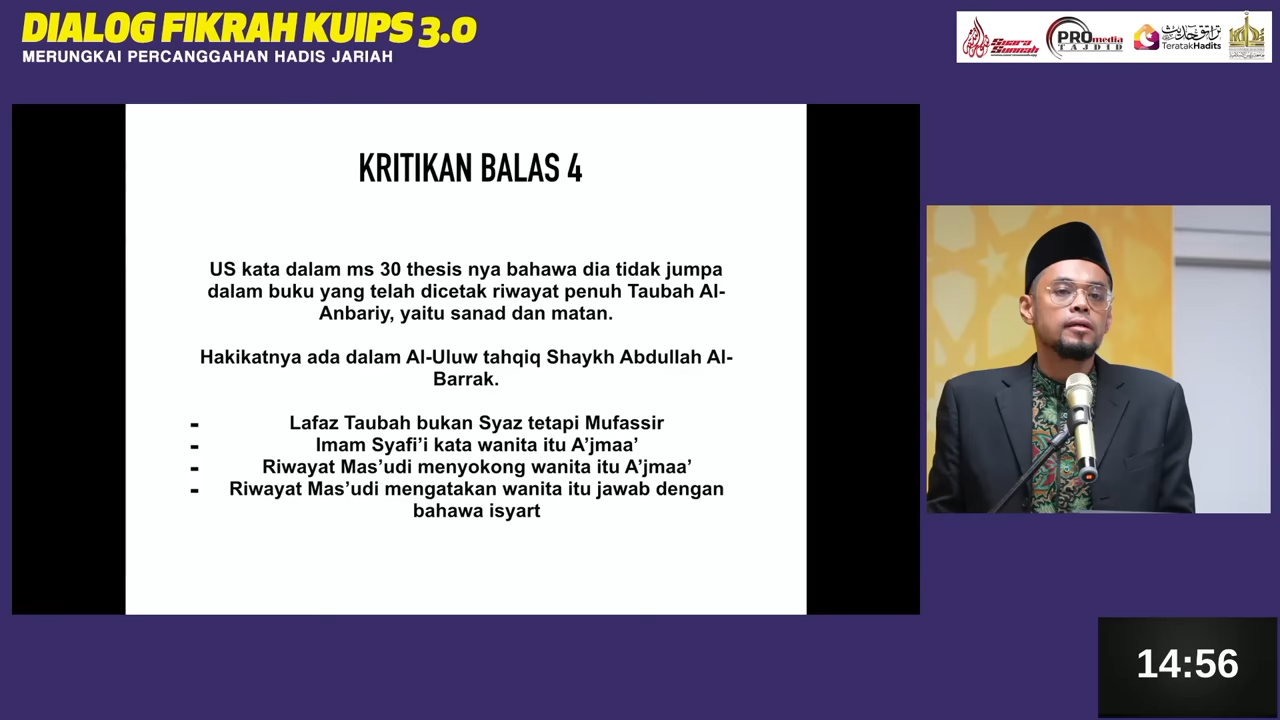 DIALOG FIKRAH KUIPS 3.0
MERUNGKAI PERCANGGAHAN HADIS JARIAH
Suara
Sunnah
PROmedia
TAJDID
TeratakHadits
KRITIKAN BALAS 4
US kata dalam ms 30 thesis nya bahawa dia tidak jumpa
dalam buku yang telah dicetak riwayat penuh Taubah Al-
Anbariy, yaitu sanad dan matan.
Hakikatnya ada dalam Al-Uluw tahqiq Shaykh Abdullah Al-
Barrak.
- Lafaz Taubah bukan Syaz tetapi Mufassir
- Imam Syafi’i kata wanita itu A’jmaa’
- Riwayat Mas’udi menyokong wanita itu A’jmaa’
- Riwayat Mas’udi mengatakan wanita itu jawab dengan
bahawa isyart
14:56